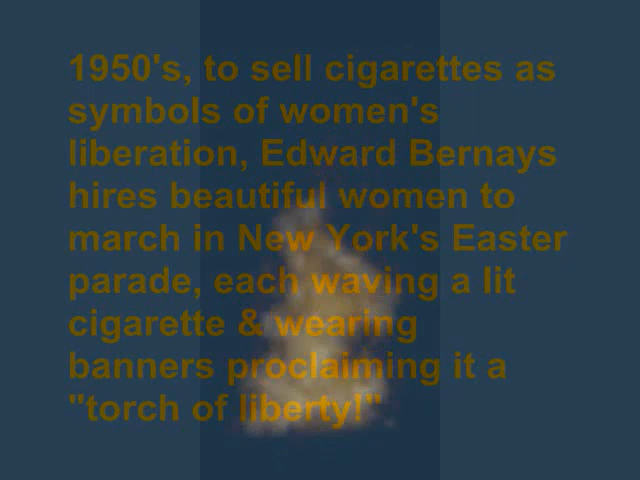 1950's, to sell cigarettes as
symbols of women's
liberation, Edward Bernays
hires beautiful women to
march in New York's Easter
parade, each waving a lit
cigarette & wearing
banners proclaiming it a
"torch of liberty!".